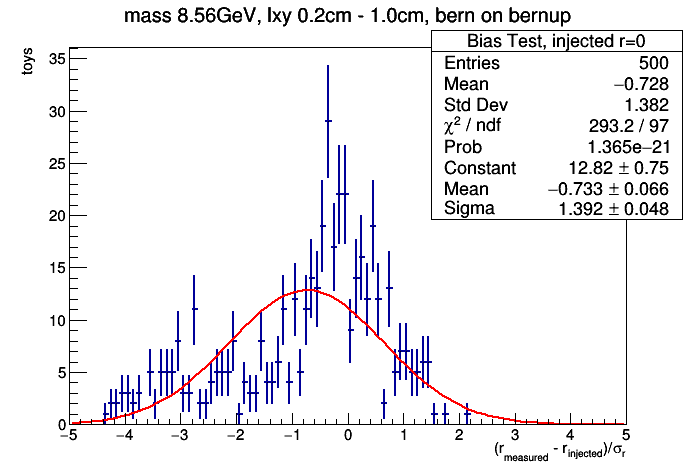 mass 8.56GeV, lxy 0.2cm - 1.0cm, bern on bernup
Bias Test, injected r=0
Entries 500
Mean −0.728
Std Dev 1.382
χ² / ndf 293.2 / 97
Prob 1.365e−21
Constant 12.82 ± 0.75
Mean −0.733 ± 0.066
Sigma 1.392 ± 0.048
toys
35
30
25
20
15
10
5
0
−5 −4 −3 −2 −1 0 1 2 3 4 5
(r_measured - r_injected)/σ_r